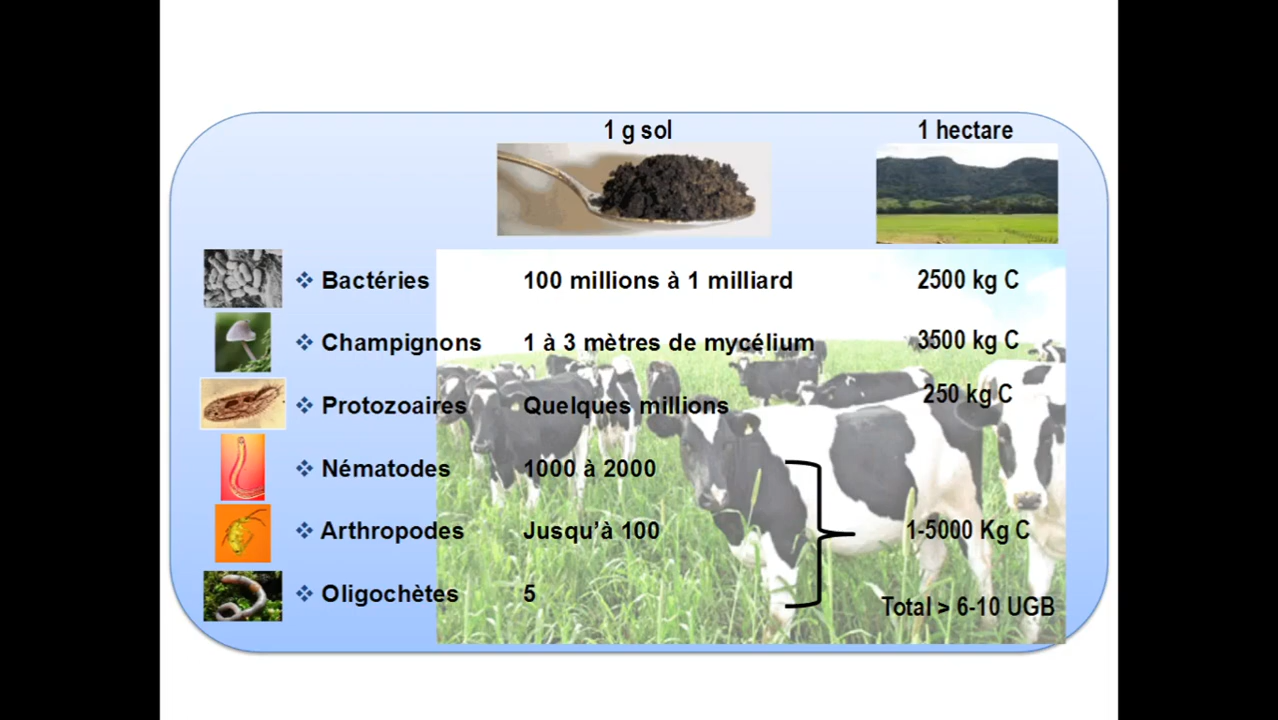 1 g sol 1 hectare
❖ Bactéries 100 millions à 1 milliard 2500 kg C
❖ Champignons 1 à 3 mètres de mycélium 3500 kg C
❖ Protozoaires Quelques millions 250 kg C
❖ Nématodes 1000 à 2000
❖ Arthropodes Jusqu’à 100 1-5000 Kg C
❖ Oligochètes 5
Total > 6-10 UGB